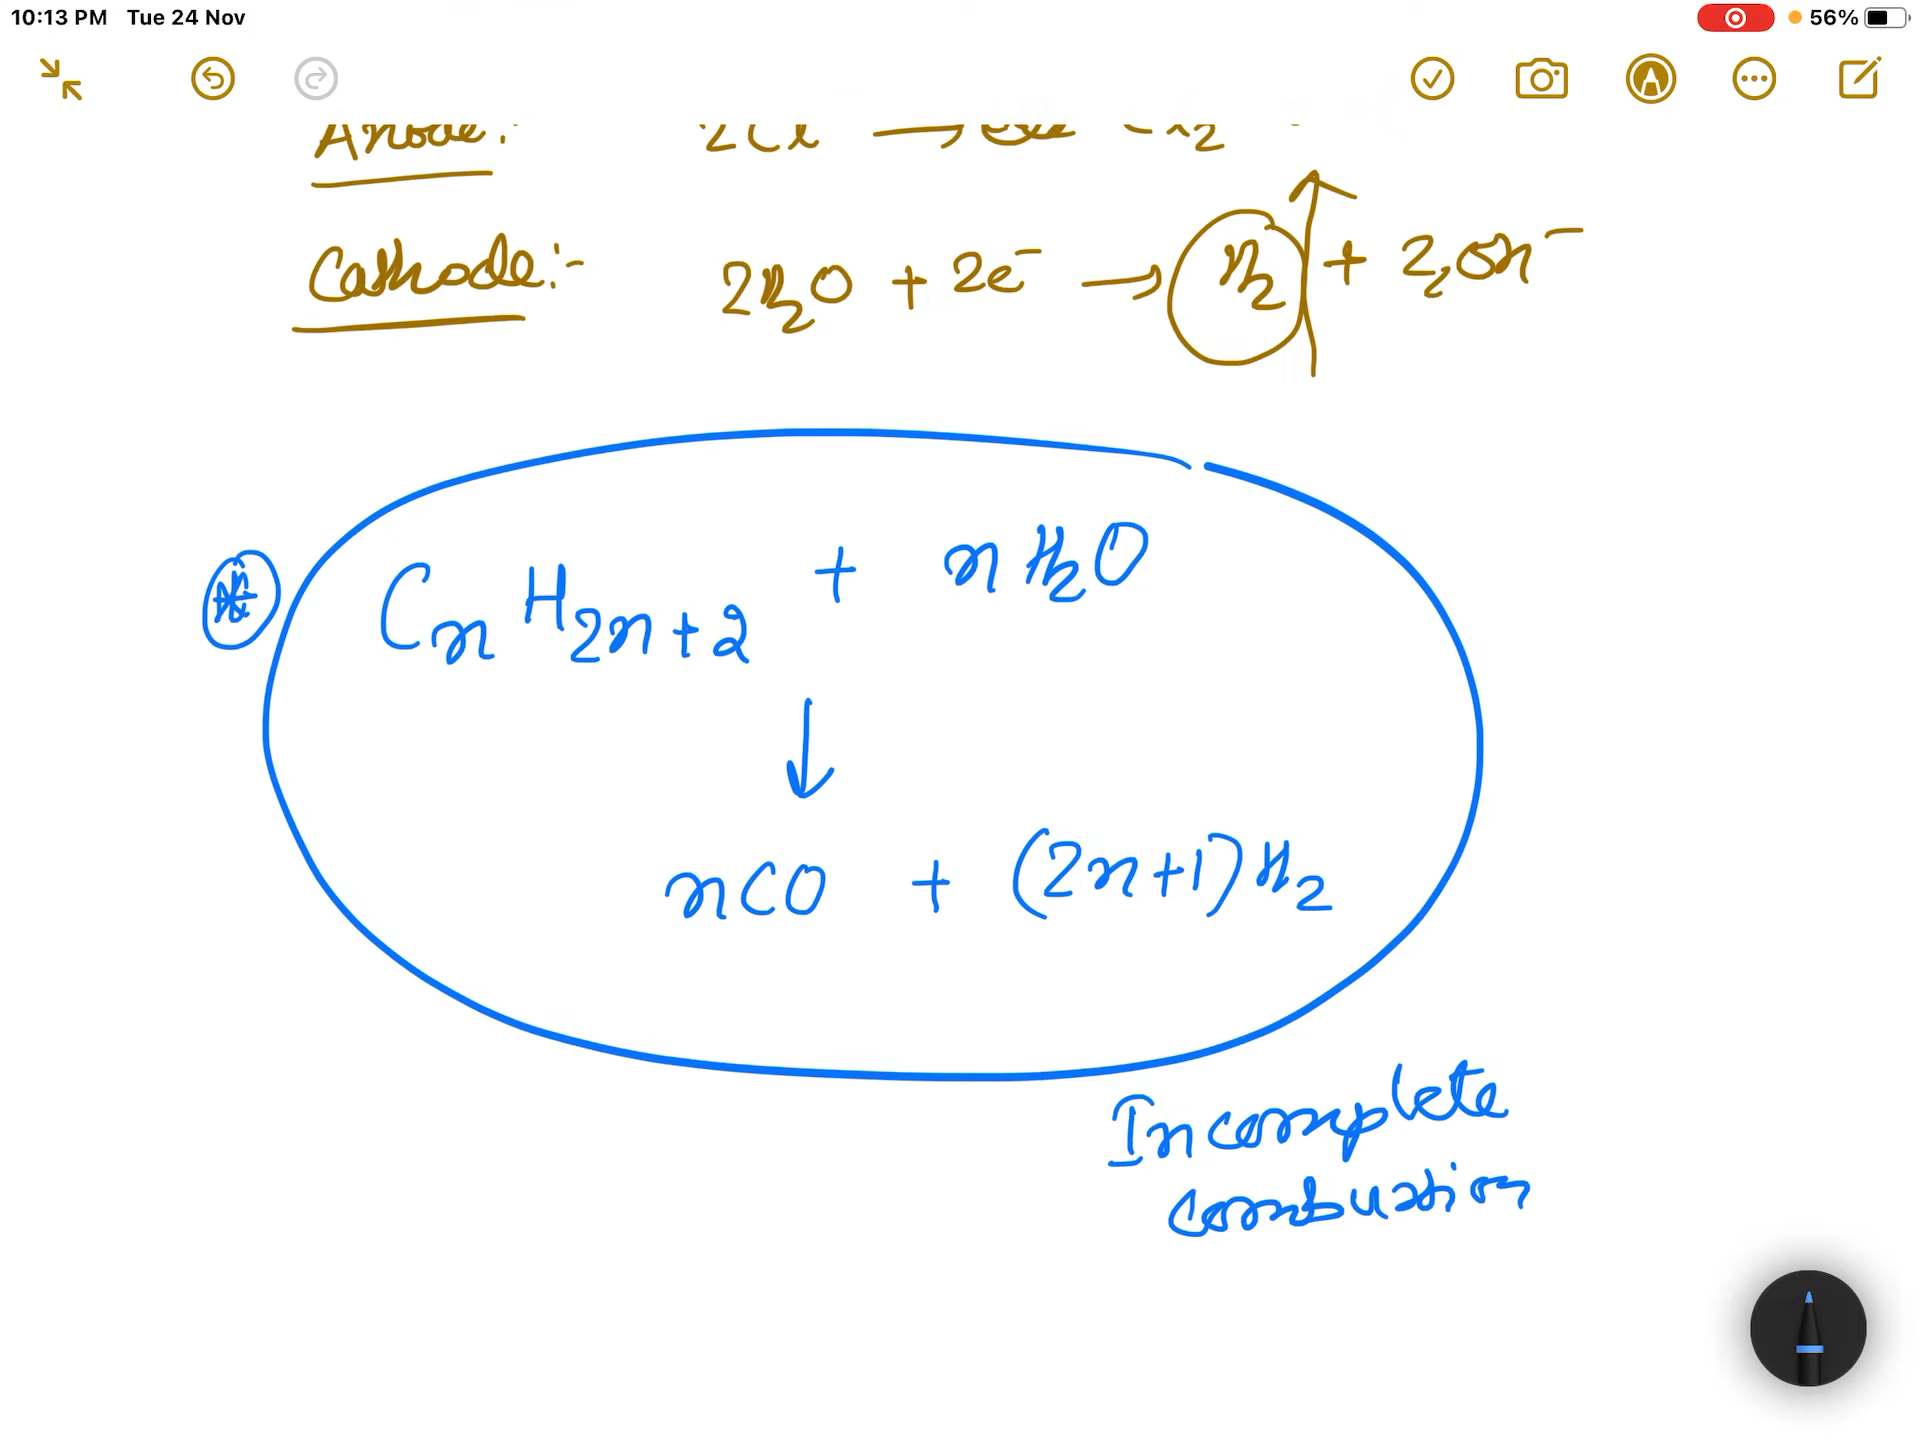 10:13 PM Tue 24 Nov 56%
Anode:
Cathode:- 2H₂O + 2e⁻ → H₂ + 2OH⁻
CₙH₂ₙ₊₂ + nH₂O
↓
nCO + (2n+1)H₂
Incomplete
combustion